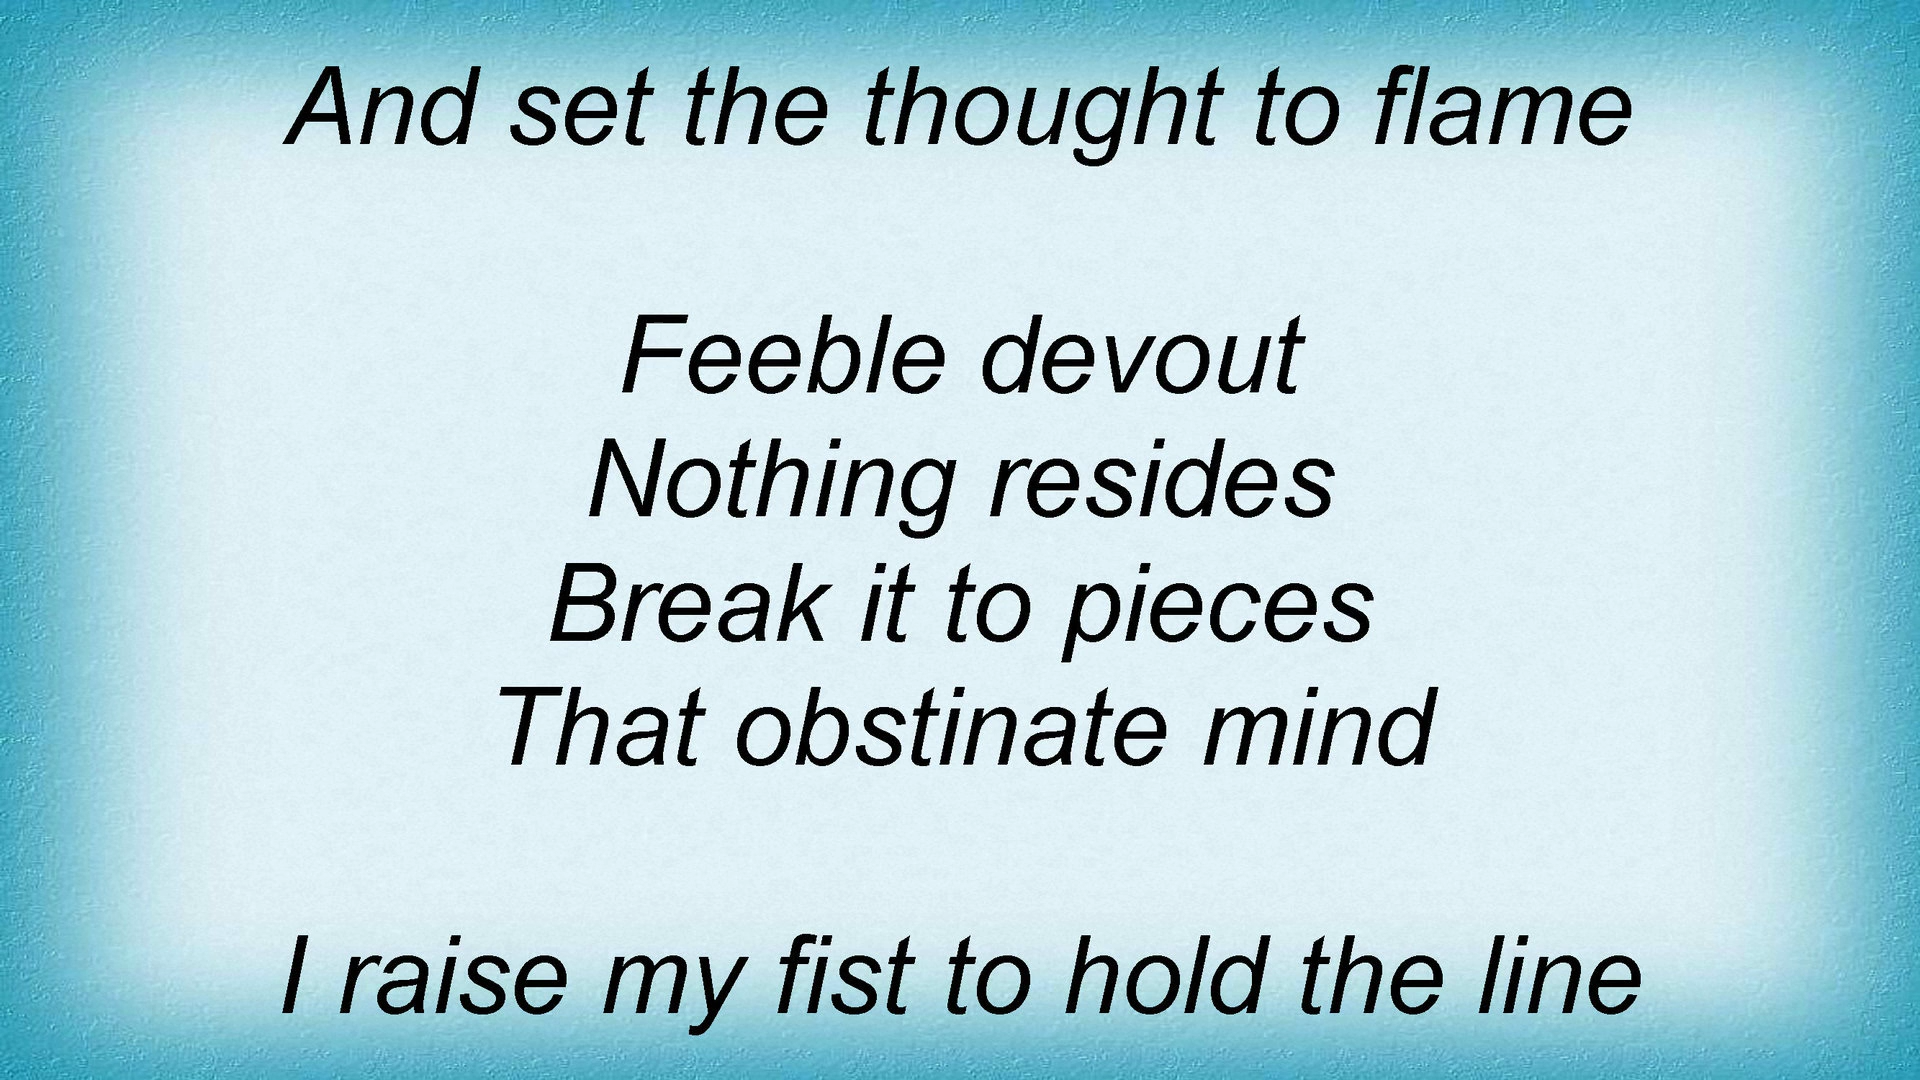 And set the thought to flame
Feeble devout
Nothing resides
Break it to pieces
That obstinate mind
I raise my fist to hold the line